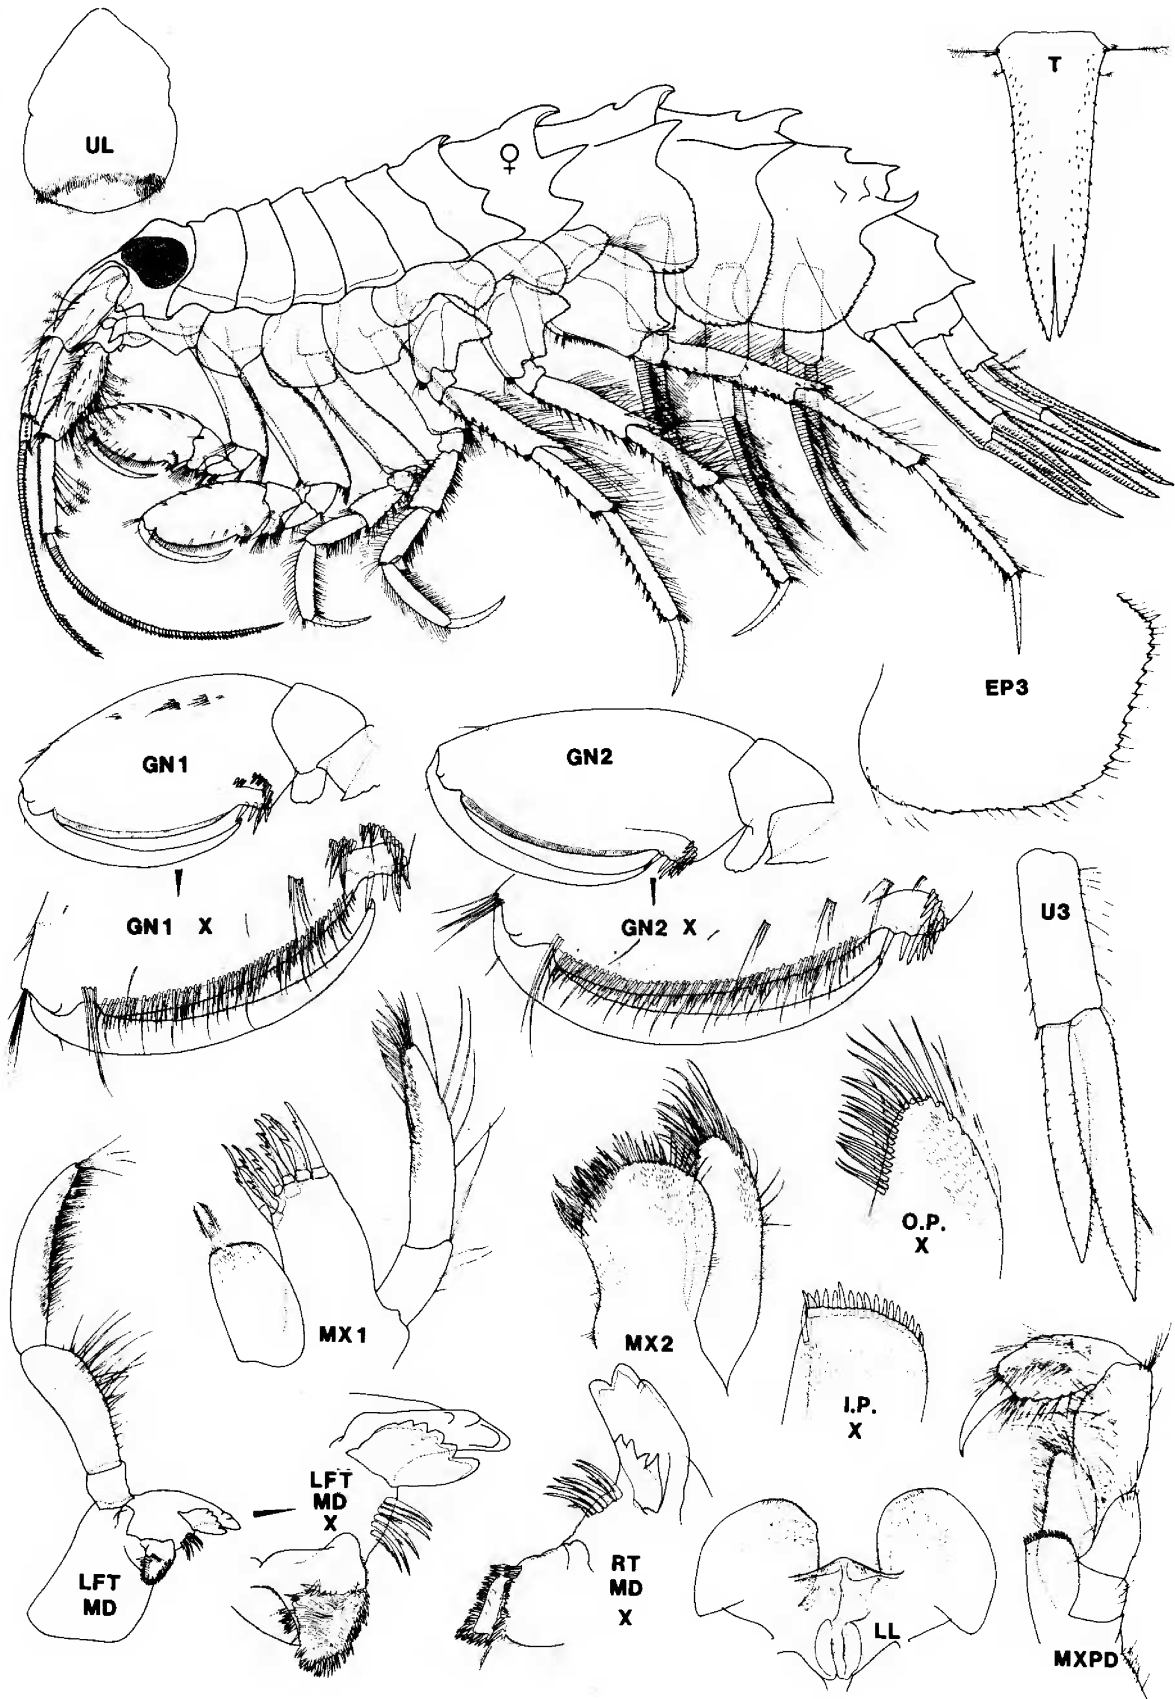 UL
T
♀
EP3
GN1
GN2
GN1 X
GN2 X
U3
O.P.
X
MX1
MX2
I.P.
X
LFT
MD
X
LFT
MD
RT
MD
X
LL
MXPD